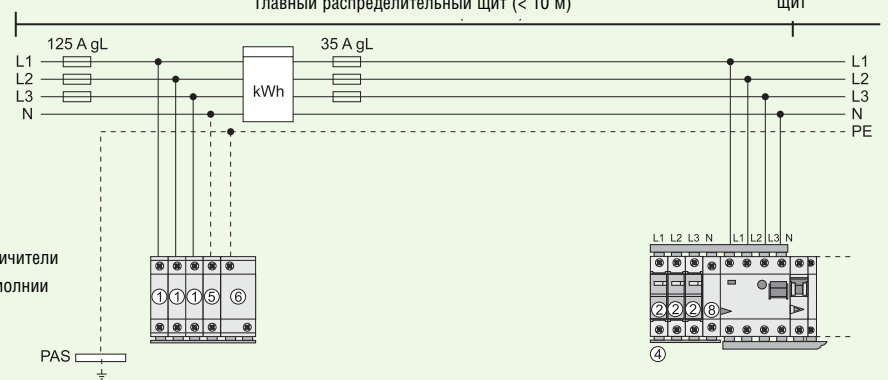 Главный распределительный щит (< 10 м)
щит
125 A gL
35 A gL
L1
L2
L3
N
kWh
L1
L2
L3
N
PE
L1 L2 L3 N L1 L2 L3 N
ичители
молнии
1 1 1 5 6
2 2 2 8
4
PAS